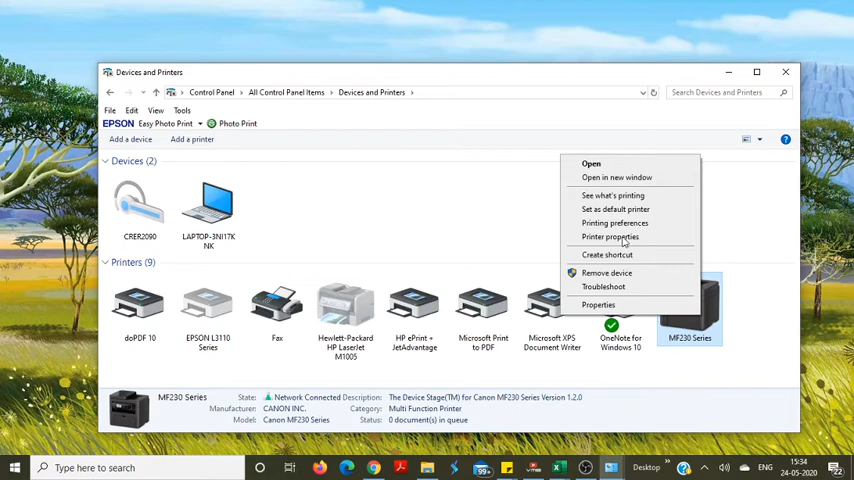 Devices and Printers
Control Panel > All Control Panel Items > Devices and Printers >
Search Devices and Printers
File Edit View Tools
EPSON Easy Photo Print Photo Print
Add a device Add a printer
Devices (2)
CRER2090
LAPTOP-3NI17K
NK
Open
Open in new window
See what's printing
Set as default printer
Printing preferences
Printer properties
Create shortcut
Remove device
Troubleshoot
Properties
Printers (9)
doPDF 10
EPSON L3110
Series
Fax
Hewlett-Packard
HP LaserJet
M1005
HP ePrint +
JetAdvantage
Microsoft Print
to PDF
Microsoft XPS
Document Writer
OneNote for
Windows 10
MF230 Series
MF230 Series State: Network Connected Description: The Device Stage(TM) for Canon MF230 Series Version 1.2.0
Manufacturer: CANON INC. Category: Multi Function Printer
Model: Canon MF230 Series Status: 0 document(s) in queue
Type here to search
99+
Desktop
ENG
15:34
24-05-2020
22